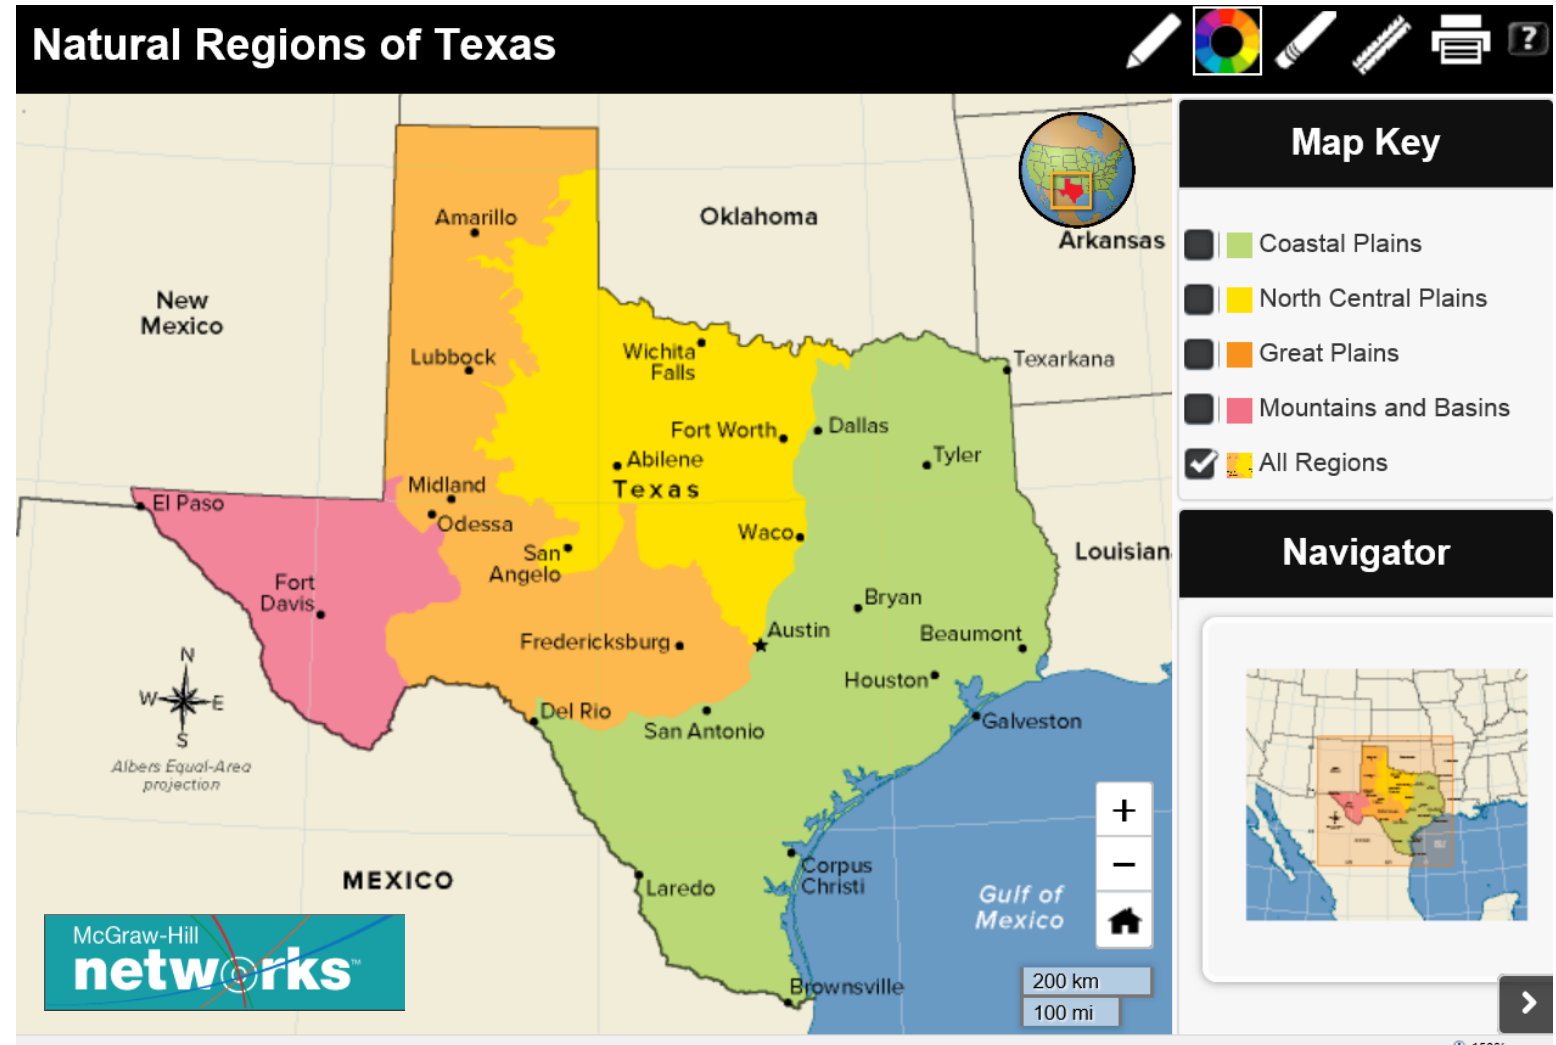 Natural Regions of Texas
?
Map Key
Coastal Plains
North Central Plains
Great Plains
Mountains and Basins
All Regions
Navigator
Amarillo
Oklahoma
Arkansas
New
Mexico
Lubbock
Wichita
Falls
Texarkana
Fort Worth
Dallas
Abilene
Tyler
Texas
Midland
El Paso
Odessa
Waco
San
Angelo
Louisian
Fort
Davis
Bryan
Austin
Beaumont
Fredericksburg
Houston
N
W
E
S
Del Rio
San Antonio
Galveston
Albers Equal-Area
projection
MEXICO
Laredo
Corpus
Christi
Gulf of
Mexico
Brownsville
+
−
200 km
100 mi
McGraw-Hill
networks™